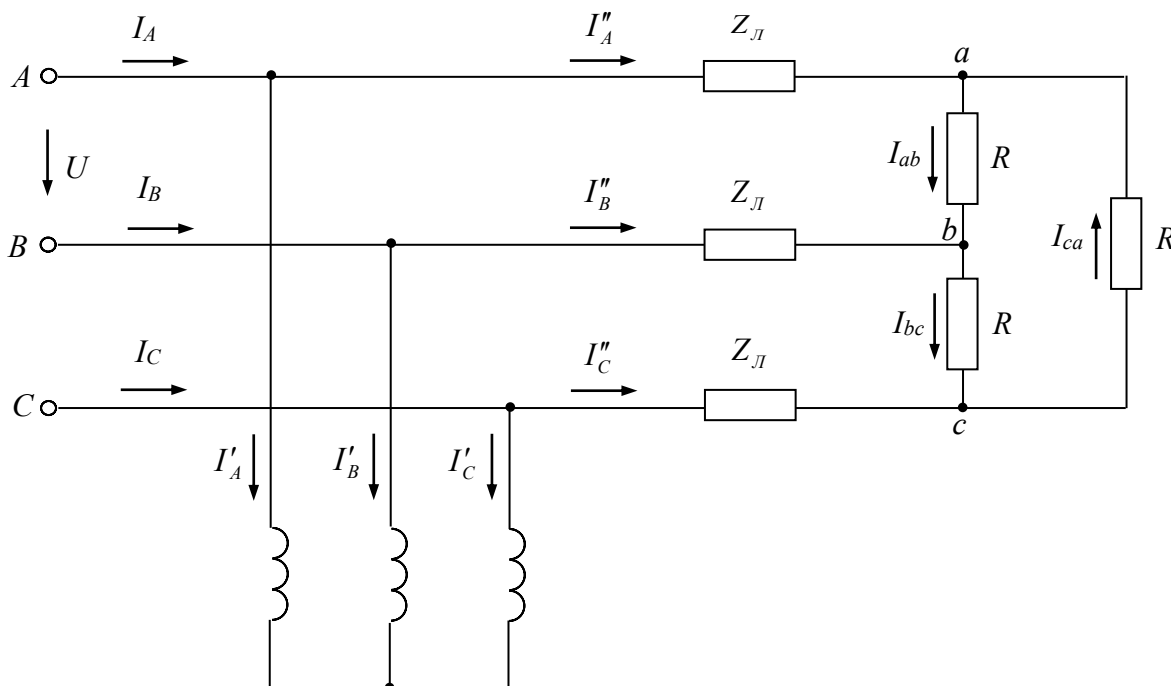 I_A I''_A Z_Л
A a
U I_ab R
I_B I''_B Z_Л
B b I_ca R
I_bc R
I_C I''_C Z_Л
C c
I'_A I'_B I'_C